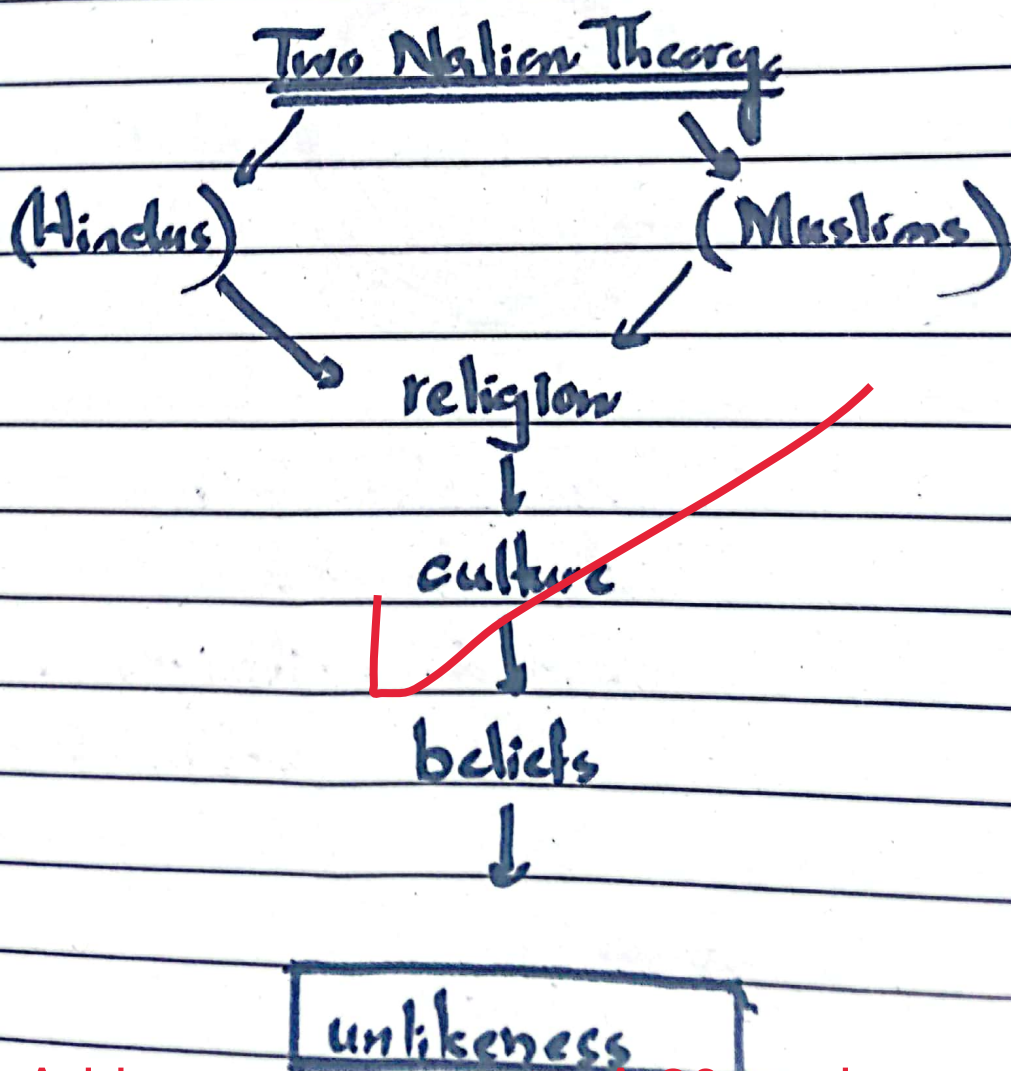 Two Nation Theory
(Hindus) (Muslims)
religion
culture
beliefs
unlikeness